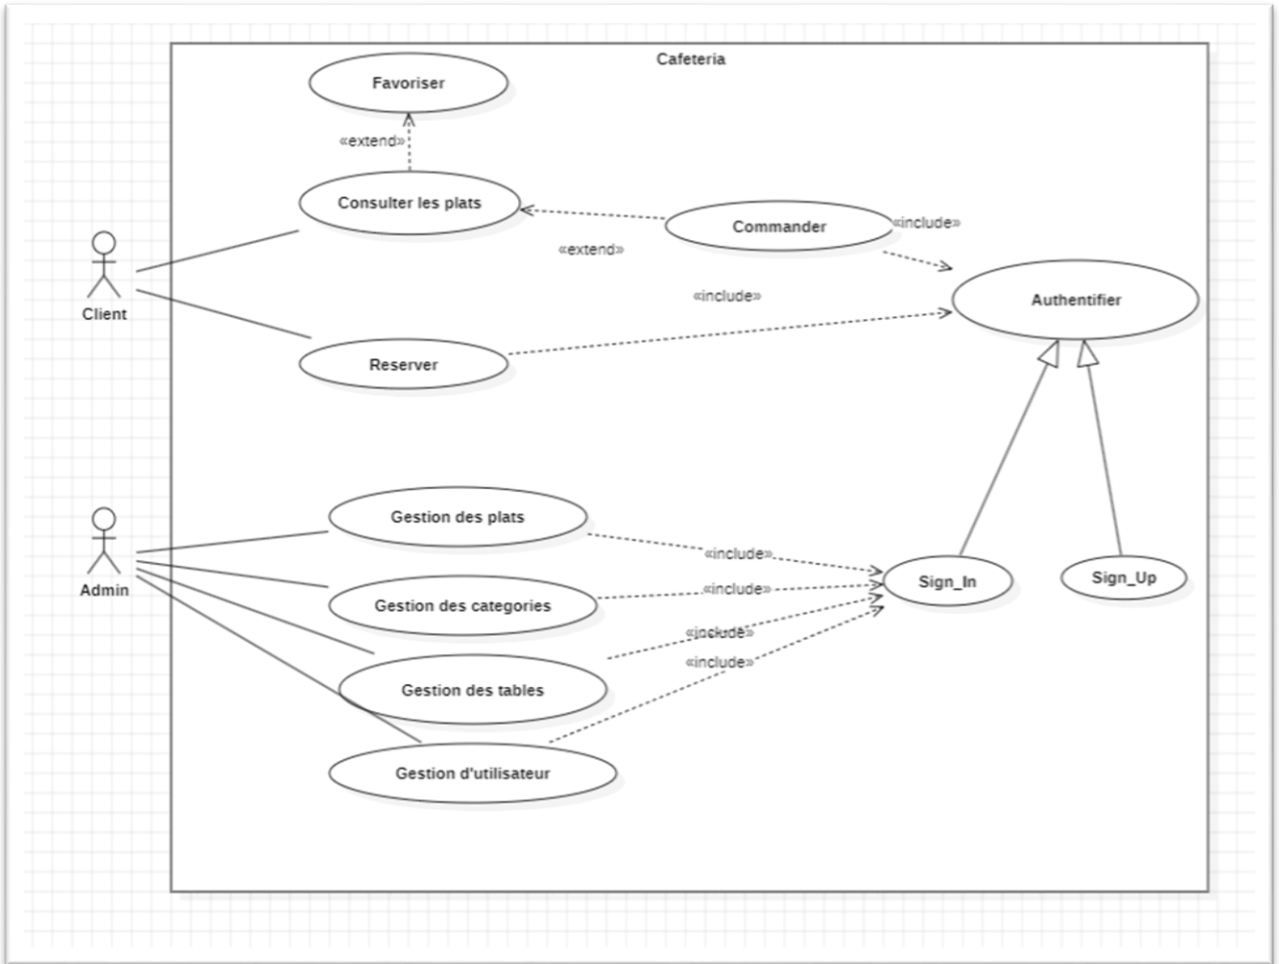 Cafeteria
Favoriser
«extend»
Consulter les plats
Commander
«include»
«extend»
Client
«include»
Authentifier
Reserver
Gestion des plats
«include»
Admin
Gestion des categories
«include»
Sign_In
Sign_Up
«include»
«include»
Gestion des tables
Gestion d'utilisateur